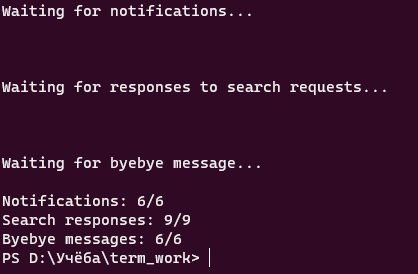 Waiting for notifications...
Waiting for responses to search requests...
Waiting for byebye message...
Notifications: 6/6
Search responses: 9/9
Byebye messages: 6/6
PS D:\Учёба\term_work>